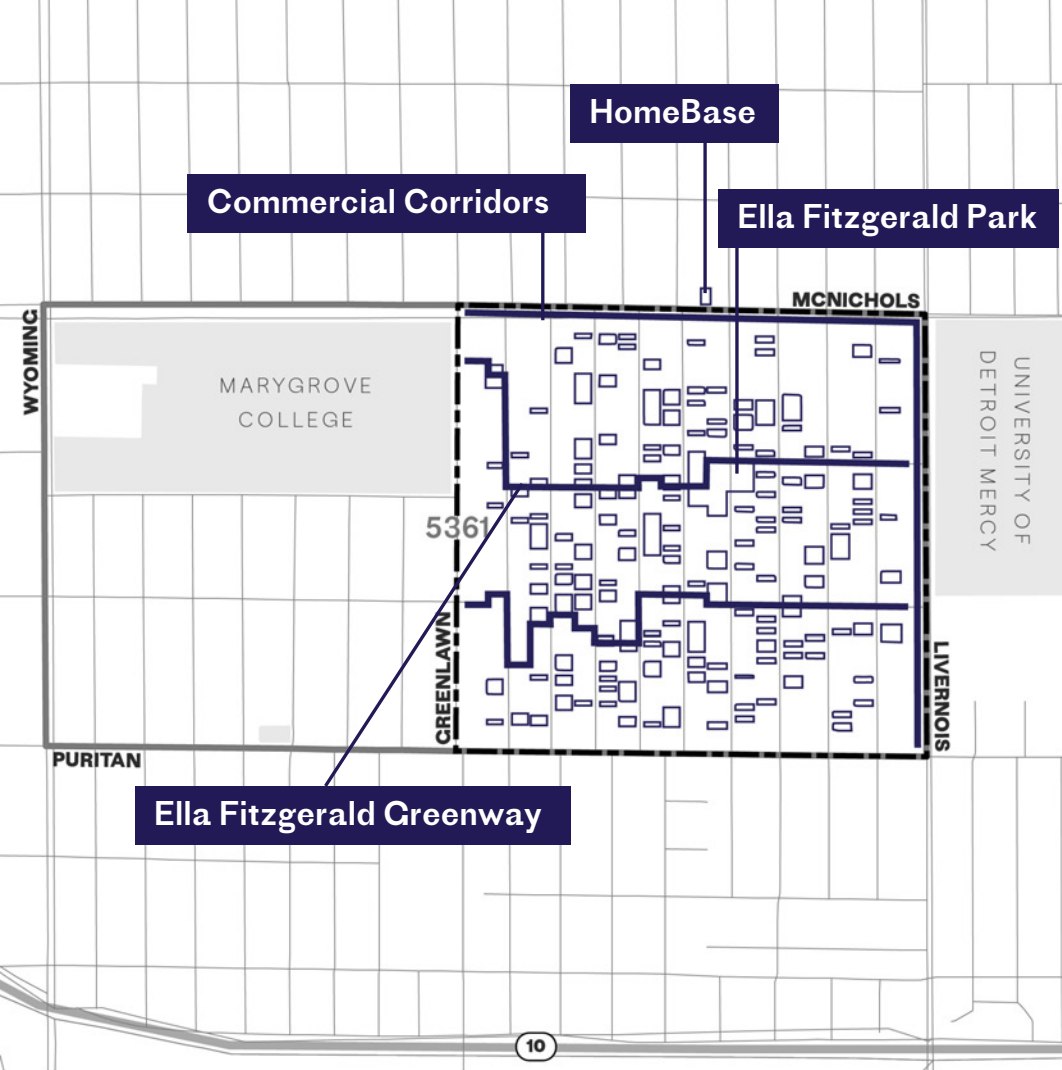 HomeBase
Commercial Corridors
Ella Fitzgerald Park
MCNICHOLS
WYOMING
MARYGROVE
COLLEGE
UNIVERSITY OF
DETROIT MERCY
5361
GREENLAWN
LIVERNOIS
PURITAN
Ella Fitzgerald Greenway
10